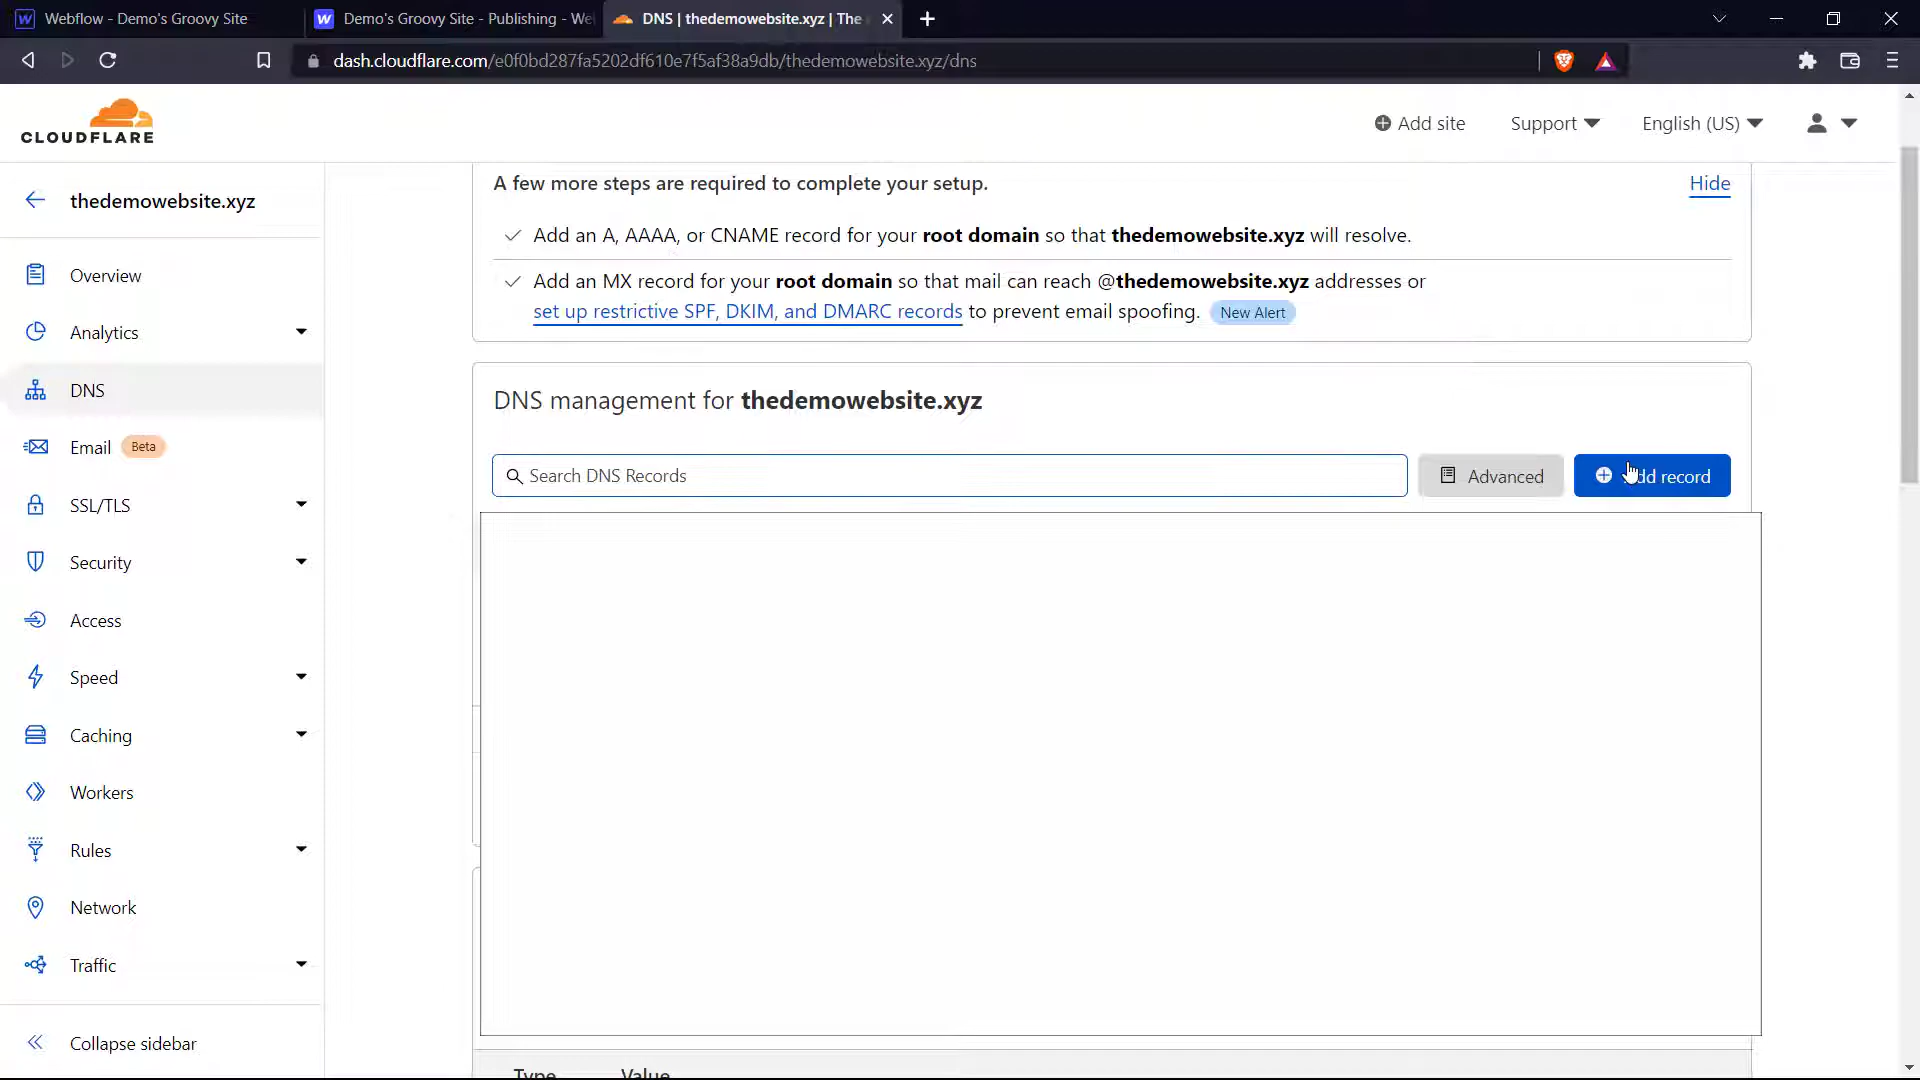 Webflow - Demo's Groovy Site
Demo's Groovy Site - Publishing - We
DNS | thedemowebsite.xyz | The
dash.cloudflare.com/e0f0bd287fa5202df610e7f5af38a9db/thedemowebsite.xyz/dns
CLOUDFLARE
Add site
Support
English (US)
thedemowebsite.xyz
Overview
Analytics
DNS
Email Beta
SSL/TLS
Security
Access
Speed
Caching
Workers
Rules
Network
Traffic
Collapse sidebar
A few more steps are required to complete your setup.
Hide
Add an A, AAAA, or CNAME record for your root domain so that thedemowebsite.xyz will resolve.
Add an MX record for your root domain so that mail can reach @thedemowebsite.xyz addresses or
set up restrictive SPF, DKIM, and DMARC records to prevent email spoofing. New Alert
DNS management for thedemowebsite.xyz
Search DNS Records
Advanced
record
Type Value